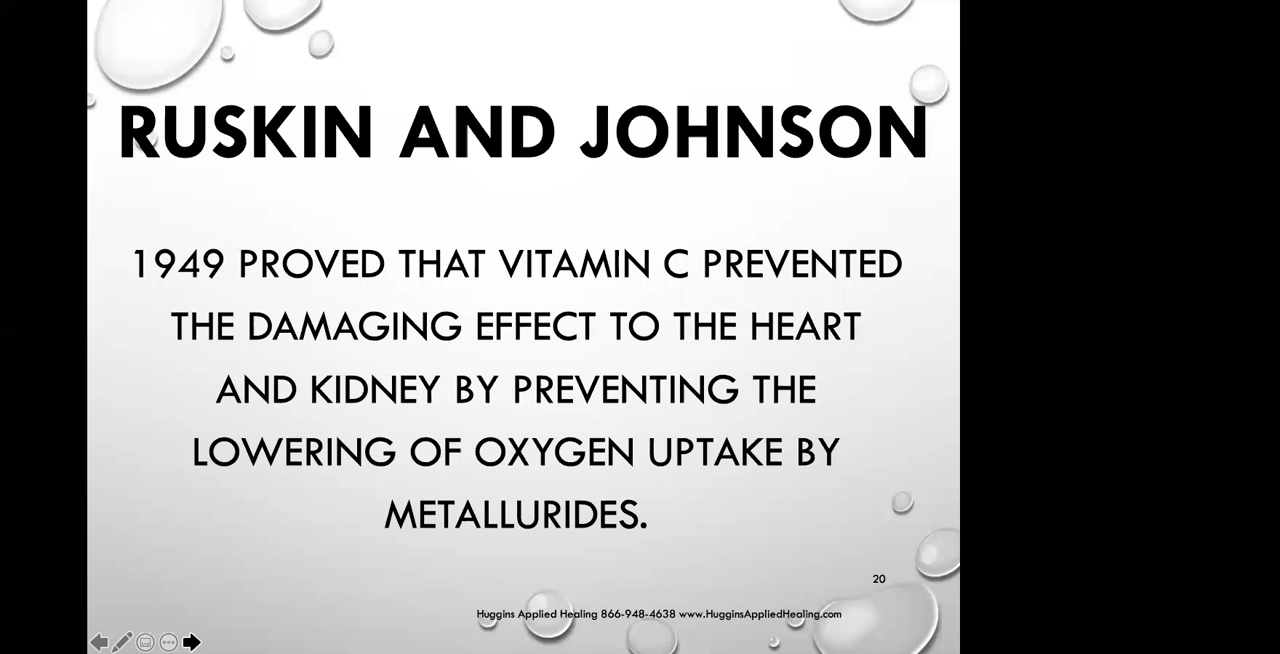 RUSKIN AND JOHNSON
1949 PROVED THAT VITAMIN C PREVENTED
THE DAMAGING EFFECT TO THE HEART
AND KIDNEY BY PREVENTING THE
LOWERING OF OXYGEN UPTAKE BY
METALLURIDES.
20
Huggins Applied Healing 866-948-4638 www.HugginsAppliedHealing.com